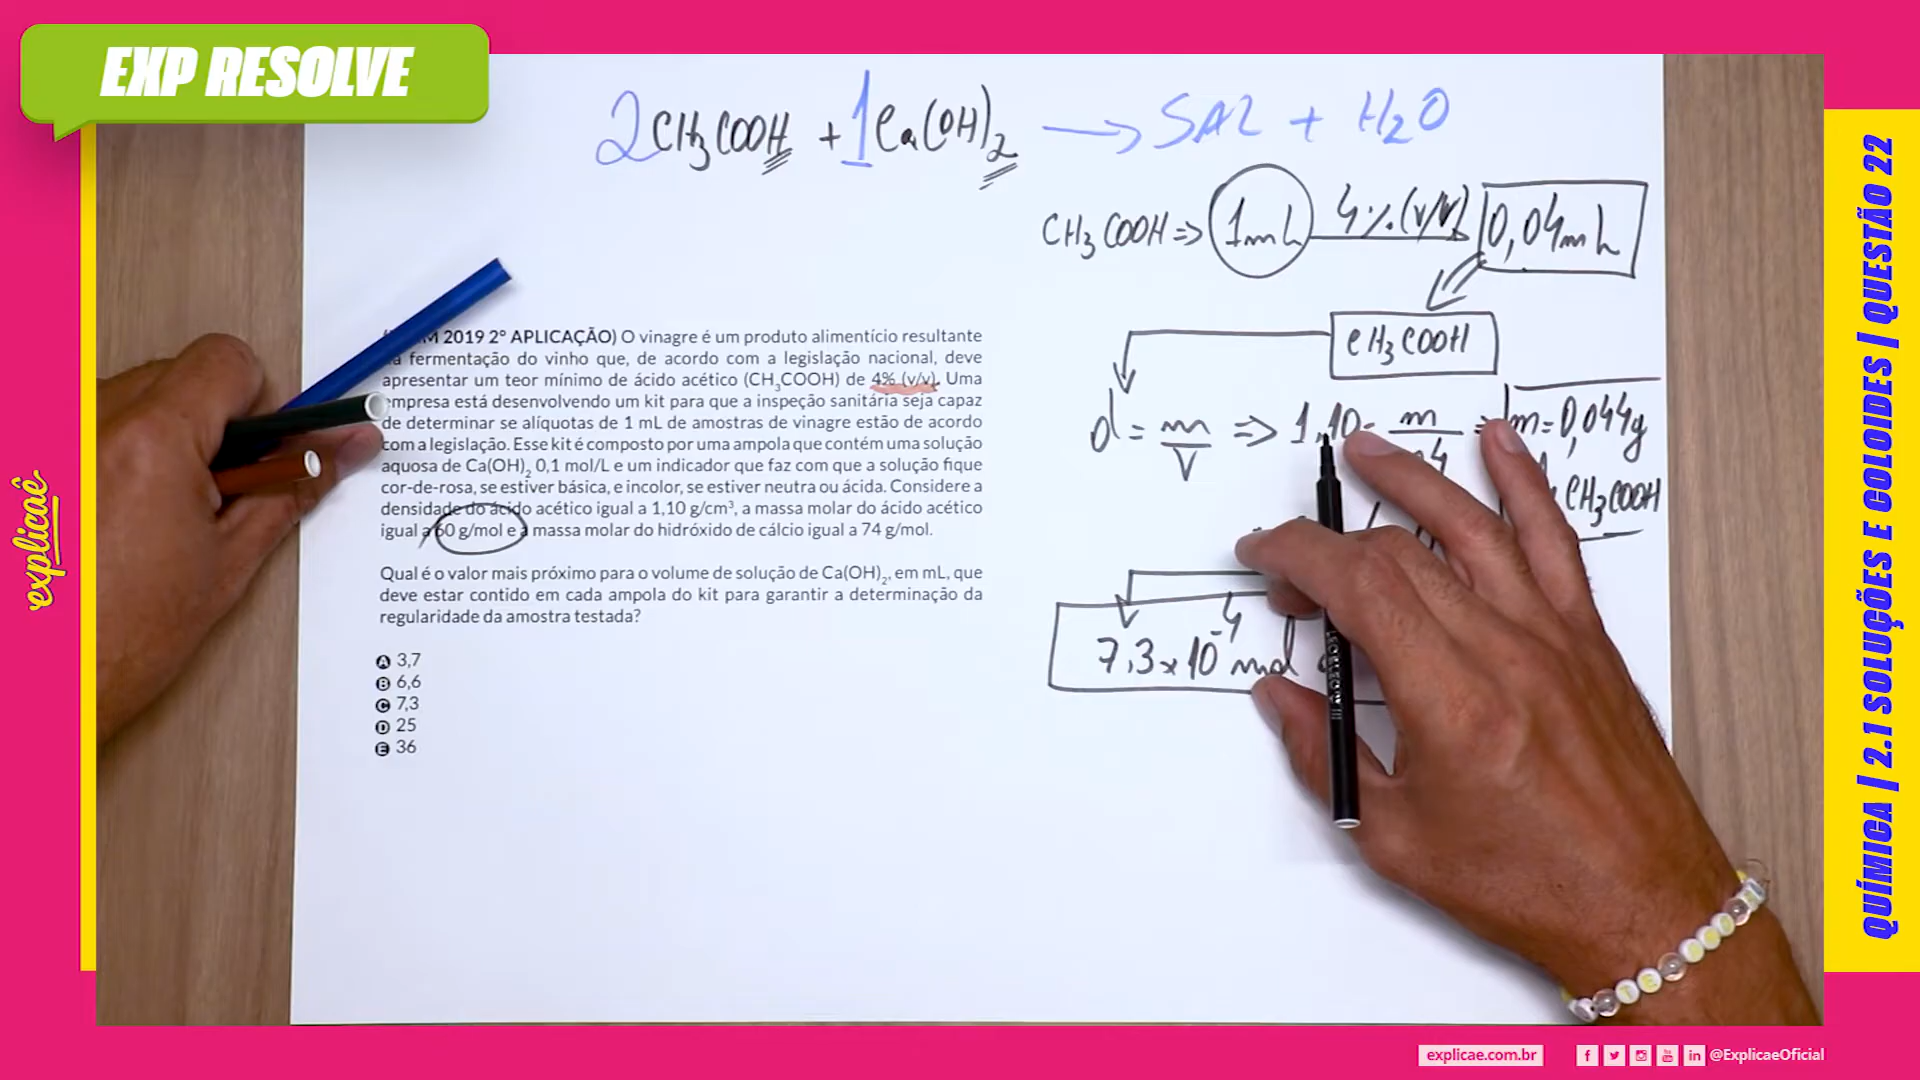 EXP RESOLVE
2CH3COOH + 1Ca(OH)2 → SAL + H2O
CH3COOH ⇒ 1mL 4%(v/v) 0,04mL
CH3COOH
d = m/V ⇒ 1,10 = m m = 0,044g
CH3COOH
7,3 x 10^-4 mol
2019 2° APLICAÇÃO) O vinagre é um produto alimentício resultante
fermentação do vinho que, de acordo com a legislação nacional, deve
apresentar um teor mínimo de ácido acético (CH3COOH) de 4% (v/v). Uma
empresa está desenvolvendo um kit para que a inspeção sanitária seja capaz
de determinar se alíquotas de 1 mL de amostras de vinagre estão de acordo
com a legislação. Esse kit é composto por uma ampola que contém uma solução
aquosa de Ca(OH)2 0,1 mol/L e um indicador que faz com que a solução fique
cor-de-rosa, se estiver básica, e incolor, se estiver neutra ou ácida. Considere a
densidade do ácido acético igual a 1,10 g/cm³, a massa molar do ácido acético
igual a 60 g/mol e a massa molar do hidróxido de cálcio igual a 74 g/mol.
Qual é o valor mais próximo para o volume de solução de Ca(OH)2, em mL, que
deve estar contido em cada ampola do kit para garantir a determinação da
regularidade da amostra testada?
A 3,7
B 6,6
C 7,3
D 25
E 36
explicaê
QUÍMICA | 2.1 SOLUÇÕES E COLOIDES | QUESTÃO 22
explicae.com.br
@ExplicaeOficial